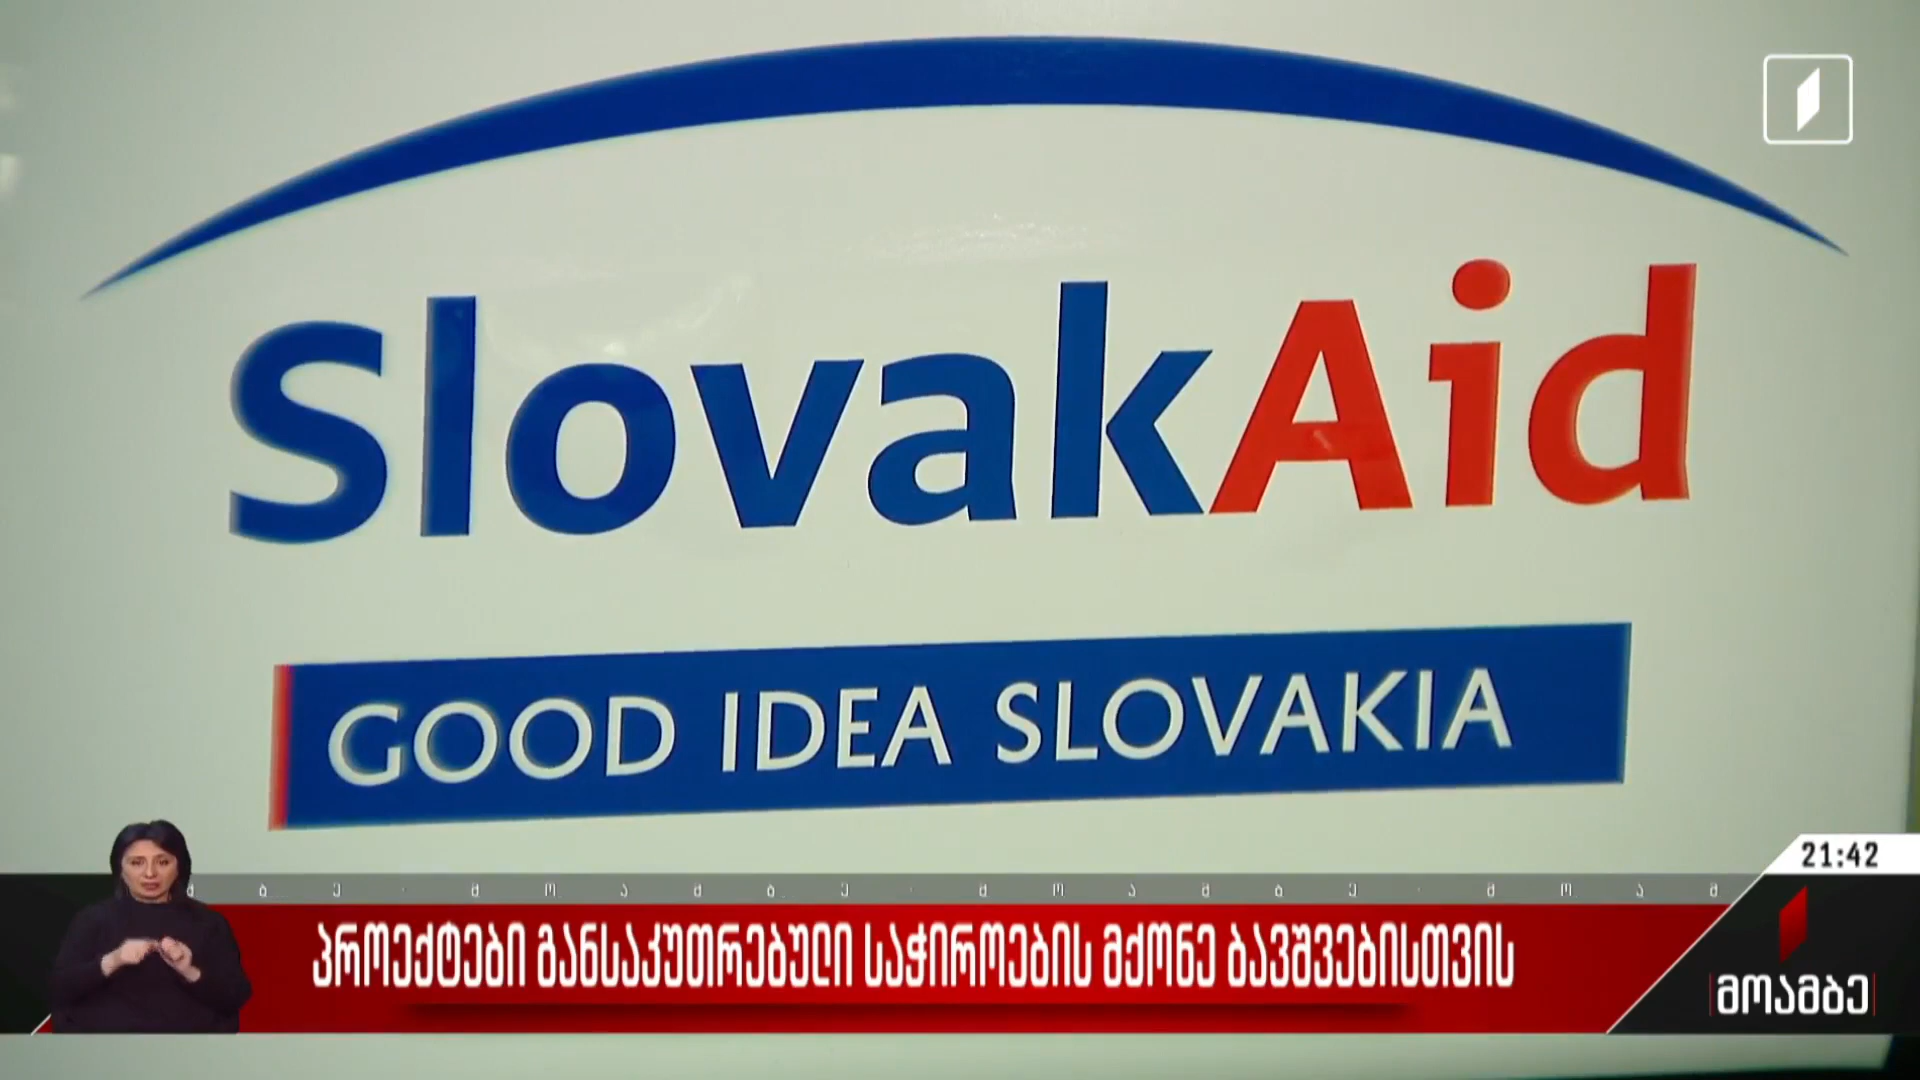 SlovakAid
GOOD IDEA SLOVAKIA
21:42
მ ბ ე · მ ო ა მ ბ ე · მ ო ა მ ბ ე · მ ო ა მ
პროექტები განსაკუთრებული საჭიროების მქონე ბავშვებისთვის
მოამბე